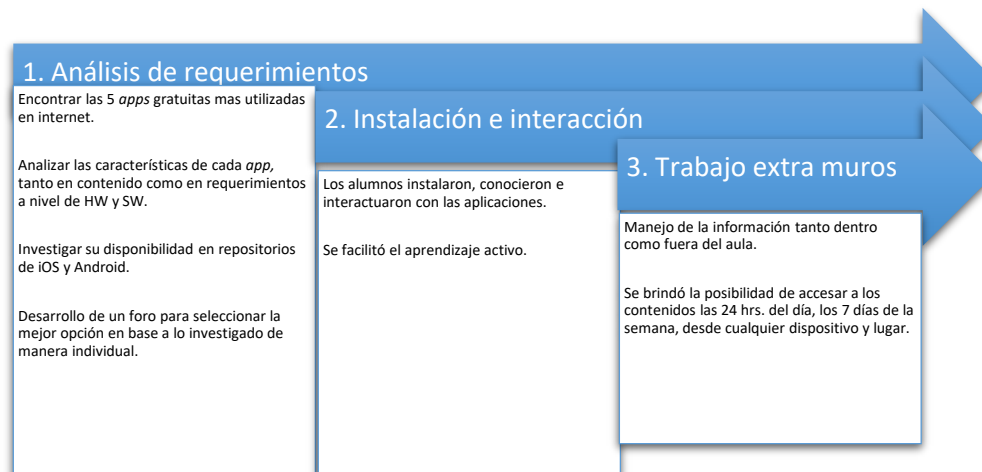 1. Análisis de requerimientos
Encontrar las 5 apps gratuitas mas utilizadas
en internet.
Analizar las características de cada app,
tanto en contenido como en requerimientos
a nivel de HW y SW.
Investigar su disponibilidad en repositorios
de iOS y Android.
Desarrollo de un foro para seleccionar la
mejor opción en base a lo investigado de
manera individual.
2. Instalación e interacción
Los alumnos instalaron, conocieron e
interactuaron con las aplicaciones.
Se facilitó el aprendizaje activo.
3. Trabajo extra muros
Manejo de la información tanto dentro
como fuera del aula.
Se brindó la posibilidad de accesar a los
contenidos las 24 hrs. del día, los 7 días de la
semana, desde cualquier dispositivo y lugar.